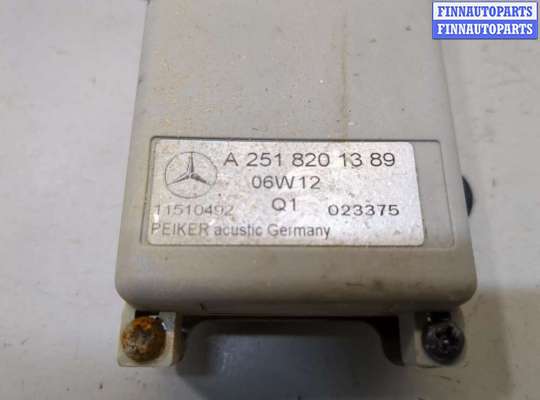 FINNAUTOPARTS
FINNAUTOPARTS
A 251 820 13 89
06W12
11510492 Q1 023375
PEIKER acustic Germany